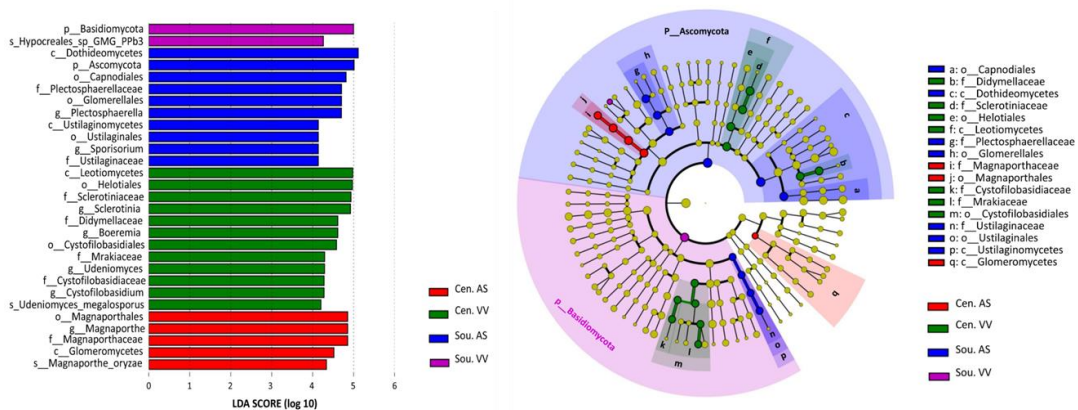 p__Basidiomycota
s_Hypocreales_sp_GMG_PPb3
c__Dothideomycetes
p__Ascomycota
o__Capnodiales
f__Plectosphaerellaceae
o__Glomerellales
g__Plectosphaerella
c__Ustilaginomycetes
o__Ustilaginales
g__Sporisorium
f__Ustilaginaceae
c__Leotiomycetes
o__Helotiales
f__Sclerotiniaceae
g__Sclerotinia
f__Didymellaceae
g__Boeremia
o__Cystofilobasidiales
f__Mrakiaceae
g__Udeniomyces
f__Cystofilobasidiaceae
g__Cystofilobasidium
s_Udeniomyces_megalosporus
o__Magnaporthales
g__Magnaporthe
f__Magnaporthaceae
c__Glomeromycetes
s__Magnaporthe_oryzae
0 1 2 3 4 5 6
LDA SCORE (log 10)
Cen. AS
Cen. VV
Sou. AS
Sou. VV
P__Ascomycota
f
e
d
h
g
j
i
c
b
a
q
n
o
p
k
l
m
p__Basidiomycota
a: o__Capnodiales
b: f__Didymellaceae
c: c__Dothideomycetes
d: f__Sclerotiniaceae
e: o__Helotiales
f: c__Leotiomycetes
g: f__Plectosphaerellaceae
h: o__Glomerellales
i: f__Magnaporthaceae
j: o__Magnaporthales
k: f__Cystofilobasidiaceae
l: f__Mrakiaceae
m: o__Cystofilobasidiales
n: f__Ustilaginaceae
o: o__Ustilaginales
p: c__Ustilaginomycetes
q: c__Glomeromycetes
Cen. AS
Cen. VV
Sou. AS
Sou. VV